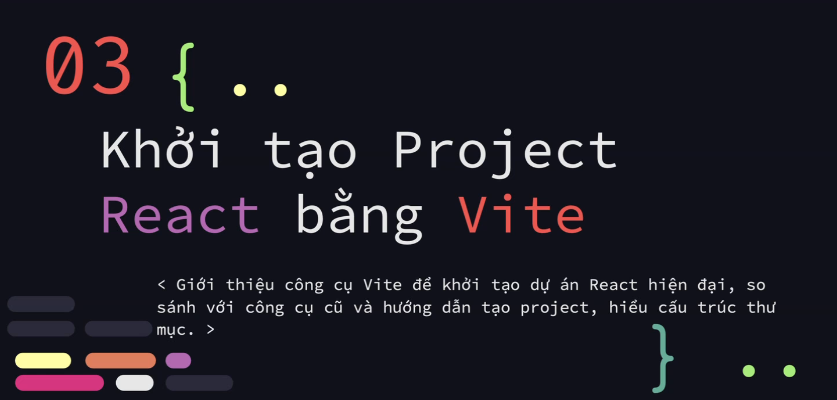 03 { ..
Khởi tạo Project
React bằng Vite
< Giới thiệu công cụ Vite để khởi tạo dự án React hiện đại, so
sánh với công cụ cũ và hướng dẫn tạo project, hiểu cấu trúc thư
mục. >
} ..